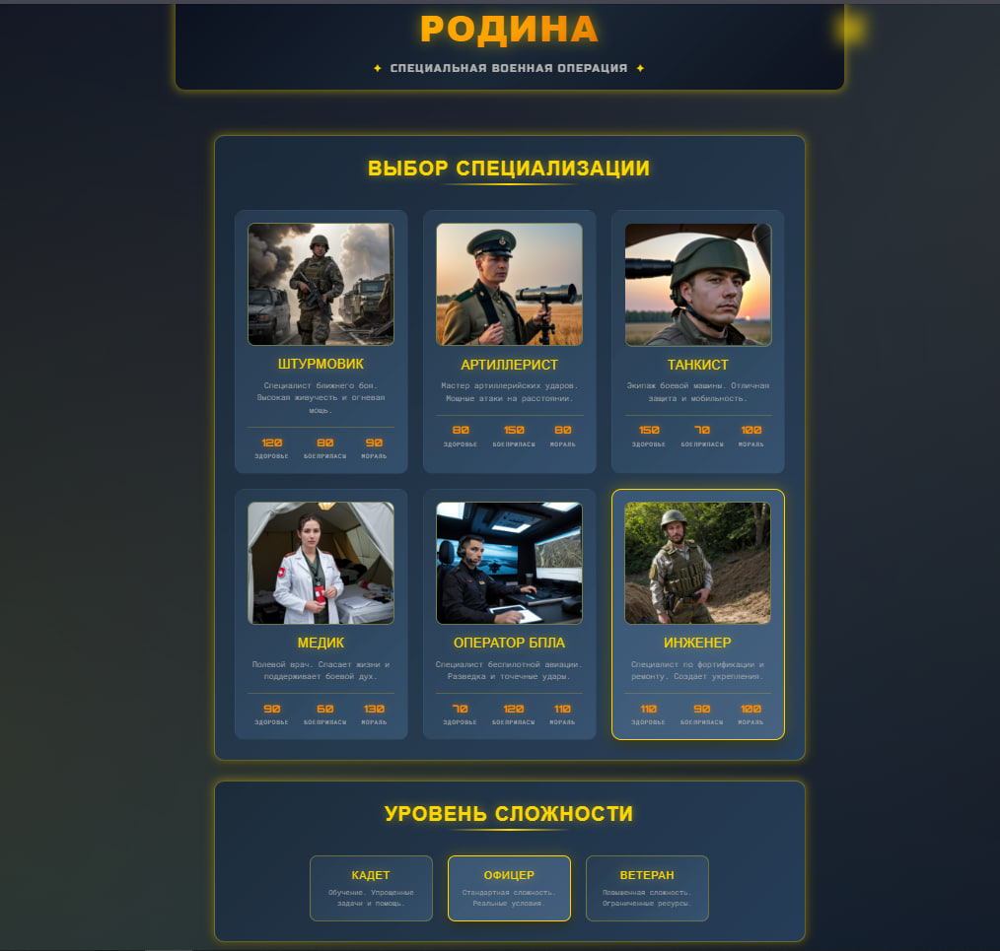 РОДИНА
✦ СПЕЦИАЛЬНАЯ ВОЕННАЯ ОПЕРАЦИЯ ✦
ВЫБОР СПЕЦИАЛИЗАЦИИ
ШТУРМОВИК
Специалист ближнего боя.
Высокая живучесть и огневая
мощь.
120 80 90
ЗДОРОВЬЕ БОЕПРИПАСЫ МОРАЛЬ
АРТИЛЛЕРИСТ
Мастер артиллерийских ударов.
Мощные атаки на расстоянии.
80 150 80
ЗДОРОВЬЕ БОЕПРИПАСЫ МОРАЛЬ
ТАНКИСТ
Экипаж боевой машины. Отличная
защита и мобильность.
150 70 100
ЗДОРОВЬЕ БОЕПРИПАСЫ МОРАЛЬ
МЕДИК
Полевой врач. Спасает жизни и
поддерживает боевой дух.
90 60 130
ЗДОРОВЬЕ БОЕПРИПАСЫ МОРАЛЬ
ОПЕРАТОР БПЛА
Специалист беспилотной авиации.
Разведка и точечные удары.
70 120 110
ЗДОРОВЬЕ БОЕПРИПАСЫ МОРАЛЬ
ИНЖЕНЕР
Специалист по фортификации и
ремонту. Создает укрепления.
110 90 100
ЗДОРОВЬЕ БОЕПРИПАСЫ МОРАЛЬ
УРОВЕНЬ СЛОЖНОСТИ
КАДЕТ
Обучение. Упрощенные
задачи и помощь.
ОФИЦЕР
Стандартная сложность.
Реальные условия.
ВЕТЕРАН
Повышенная сложность.
Ограниченные ресурсы.